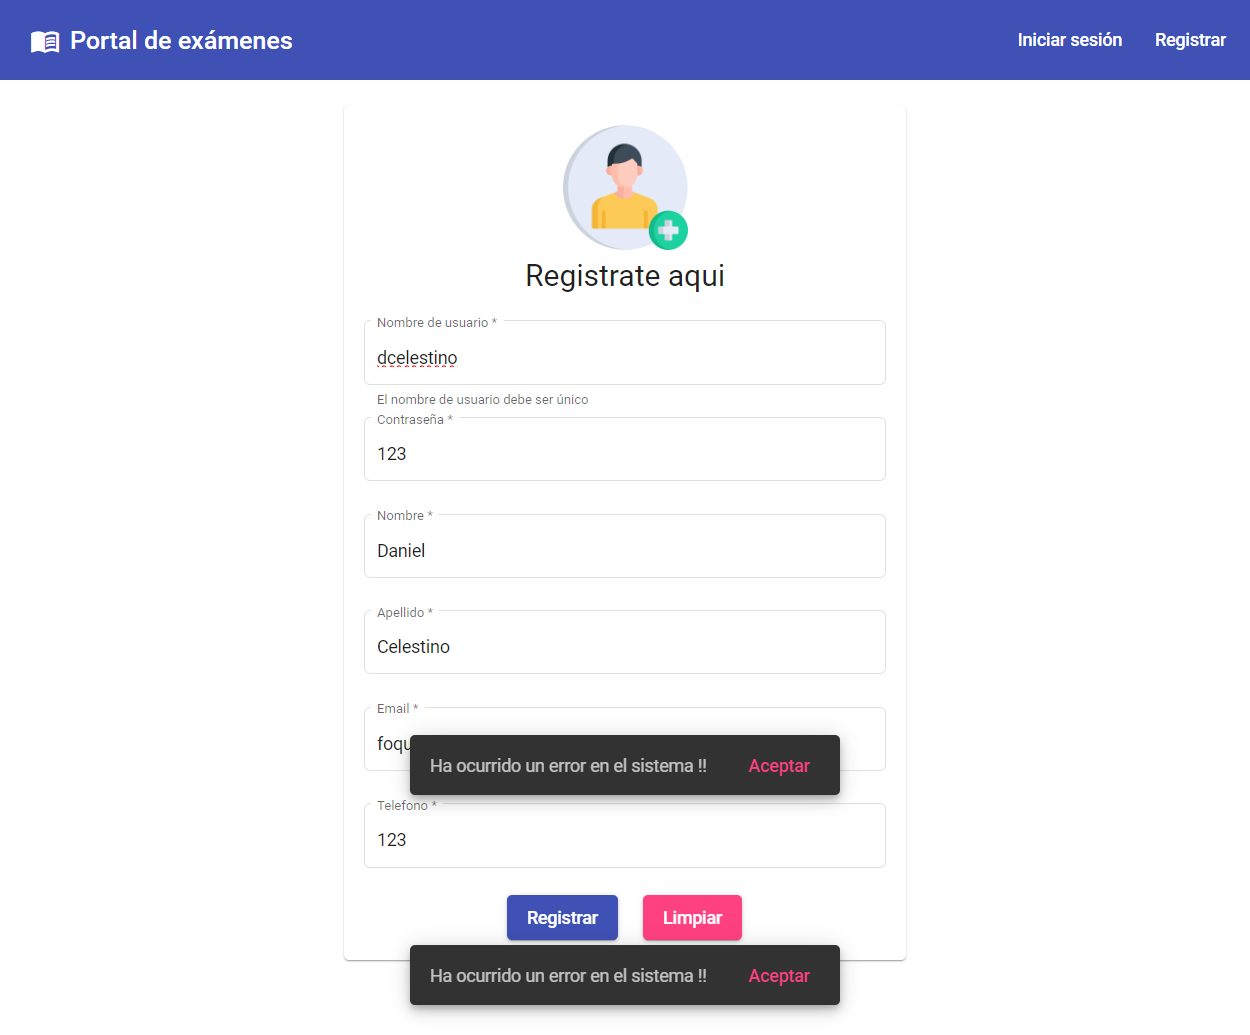 Portal de exámenes
Iniciar sesión
Registrar
Registrate aqui
Nombre de usuario *
dcelestino
El nombre de usuario debe ser único
Contraseña *
123
Nombre *
Daniel
Apellido *
Celestino
Email *
Ha ocurrido un error en el sistema !!
Aceptar
Telefono *
123
Registrar
Limpiar
Ha ocurrido un error en el sistema !!
Aceptar